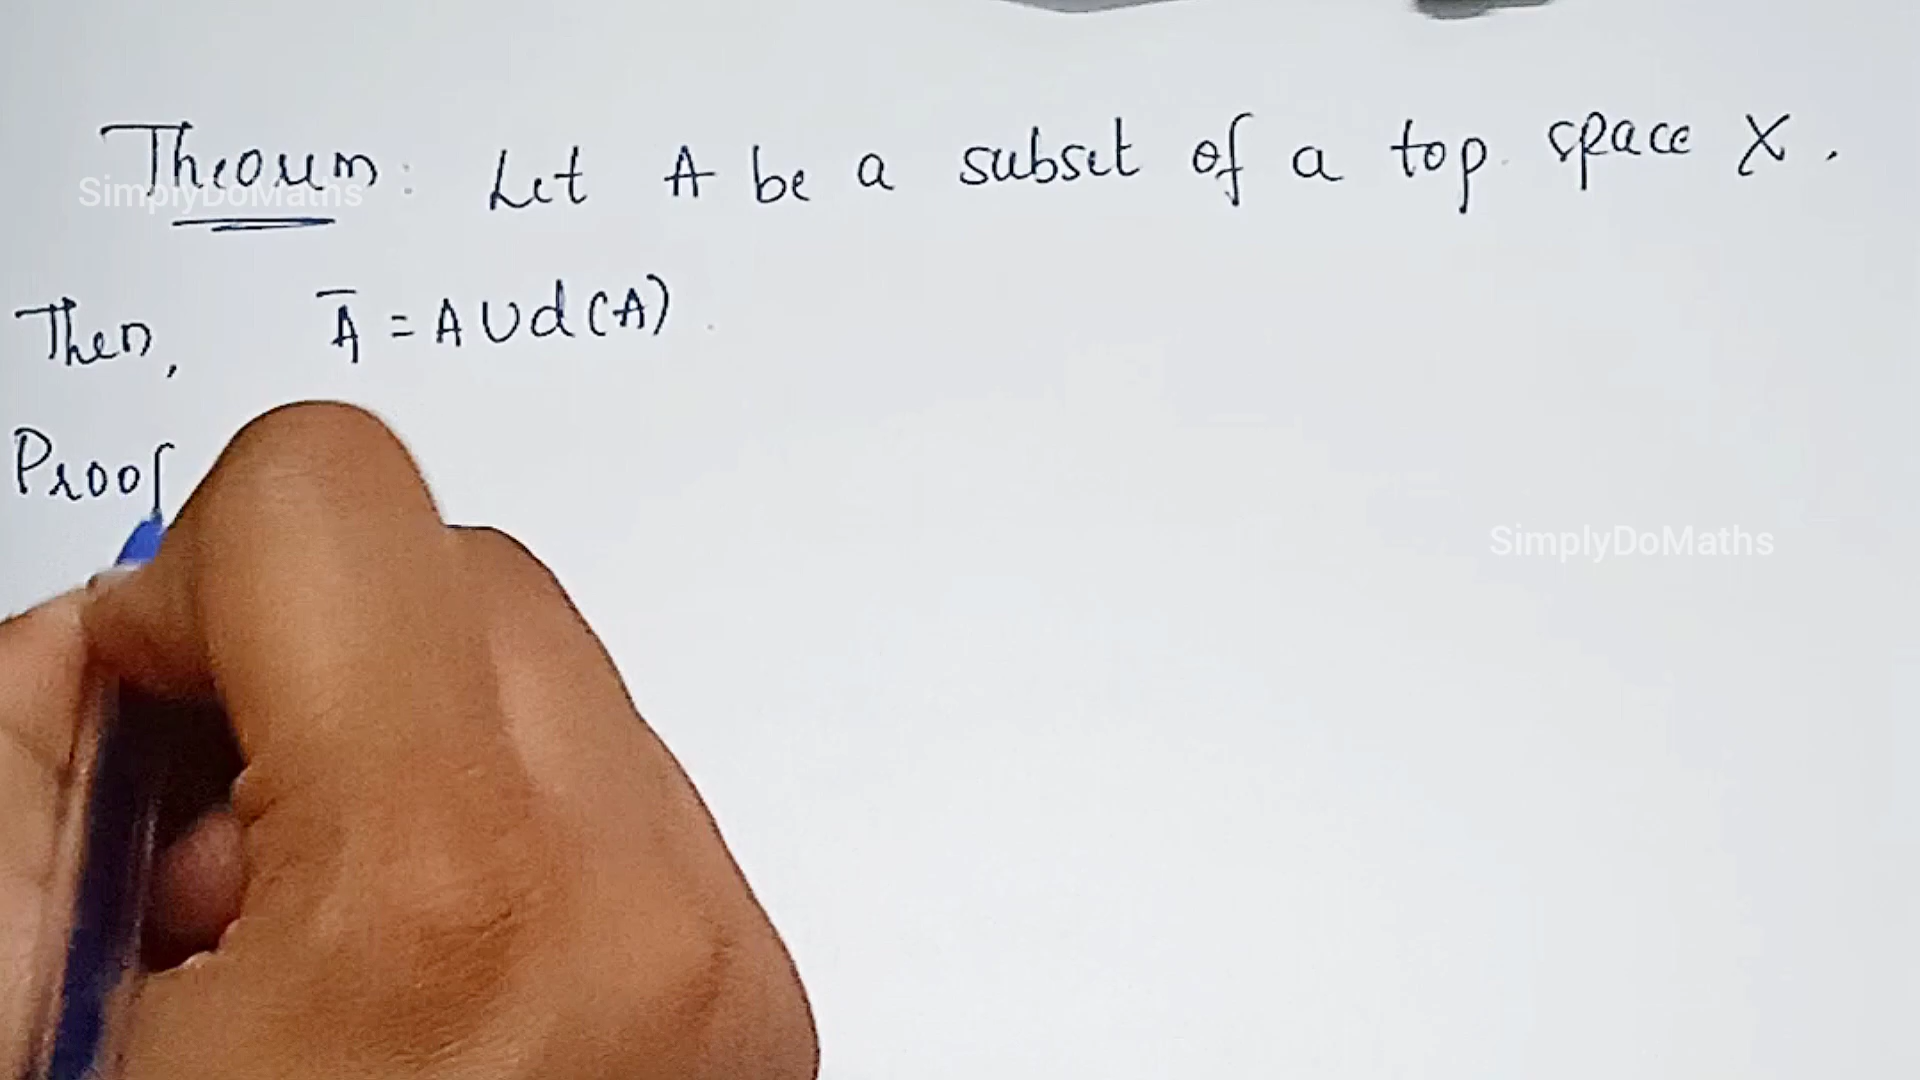 Theorem: Let A be a subset of a top. space X.
SimplyDoMaths
Then, A̅ = A ∪ d(A)
Proof
SimplyDoMaths